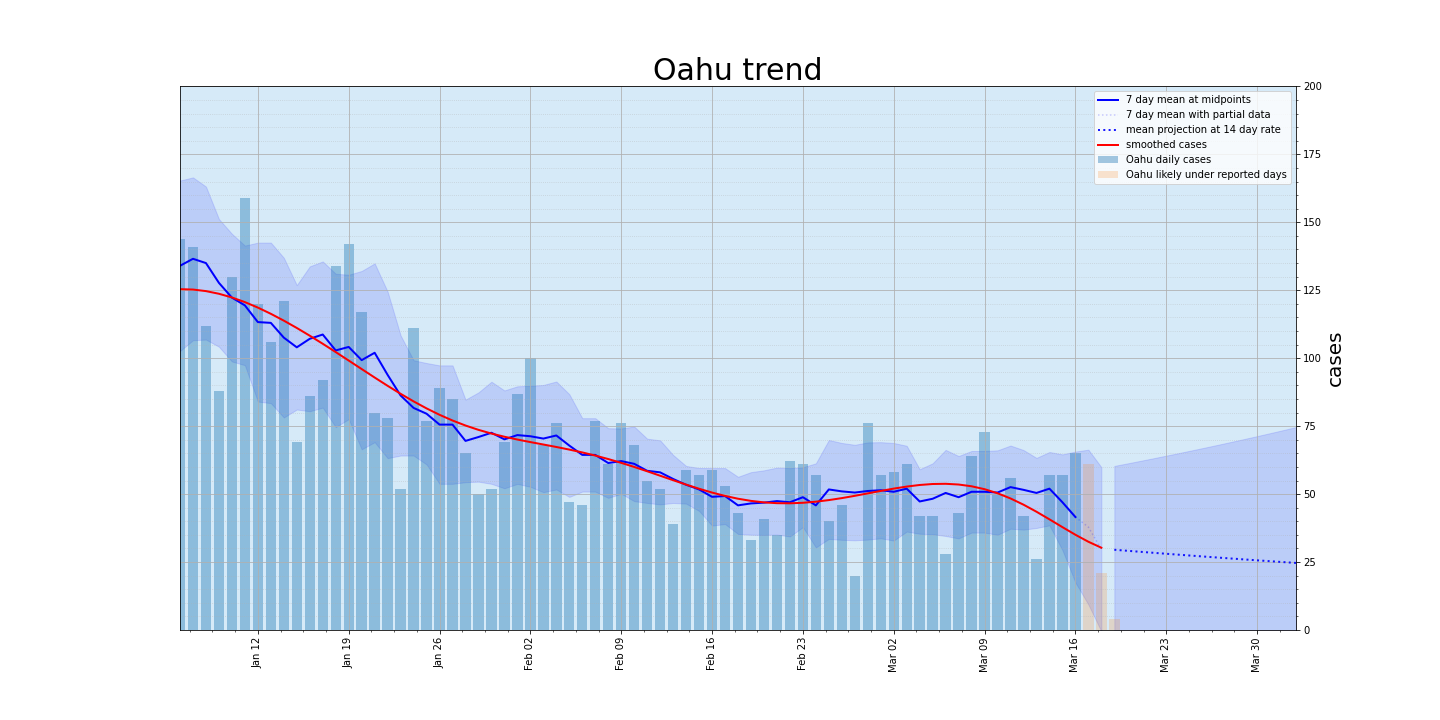 Oahu trend
7 day mean at midpoints
7 day mean with partial data
mean projection at 14 day rate
smoothed cases
Oahu daily cases
Oahu likely under reported days
200
175
150
125
100
75
50
25
0
cases
Jan 12
Jan 19
Jan 26
Feb 02
Feb 09
Feb 16
Feb 23
Mar 02
Mar 09
Mar 16
Mar 23
Mar 30